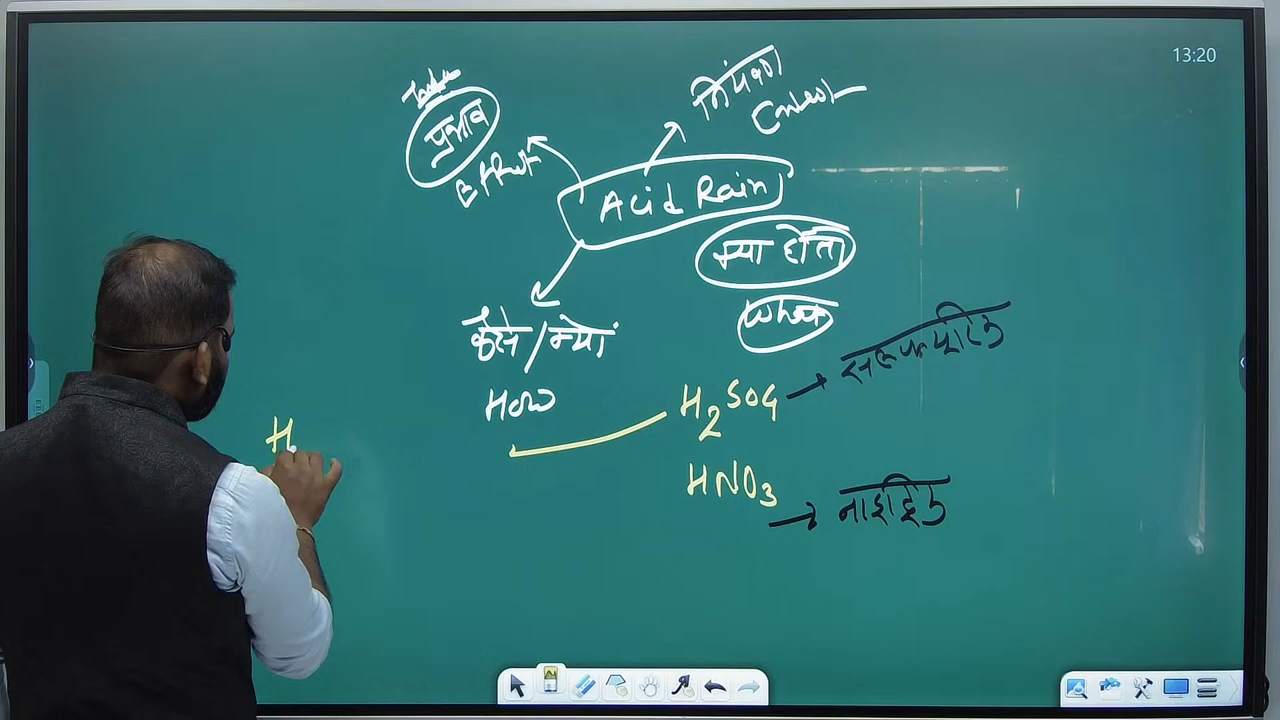 13:20
नियंत्रण
Control
प्रभाव
Effect
Acid Rain
क्या होता
What
कैसे/क्यों
How
H2SO4 → सल्फ्यूरिक
HNO3 → नाइट्रिक
H